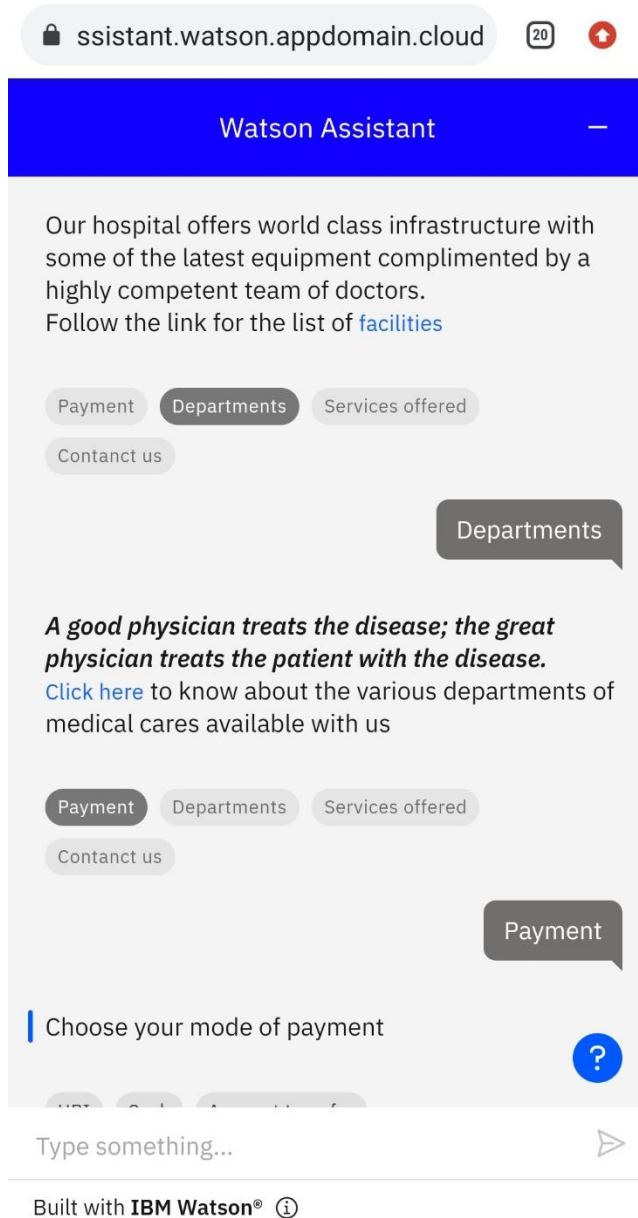 ssistant.watson.appdomain.cloud 20
Watson Assistant
Our hospital offers world class infrastructure with
some of the latest equipment complimented by a
highly competent team of doctors.
Follow the link for the list of facilities
Payment Departments Services offered
Contanct us
Departments
A good physician treats the disease; the great
physician treats the patient with the disease.
Click here to know about the various departments of
medical cares available with us
Payment Departments Services offered
Contanct us
Payment
Choose your mode of payment
?
Type something...
Built with IBM Watson®